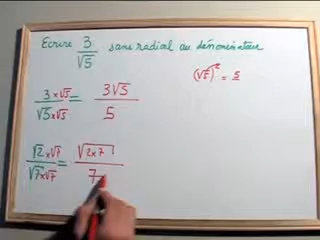 Ecrire 3/√5 sans radial au dénominateur
(√5)² = 5
3×√5 / √5×√5 = 3√5 / 5
√2×√7 / √7×√7 = √2×7 / 7